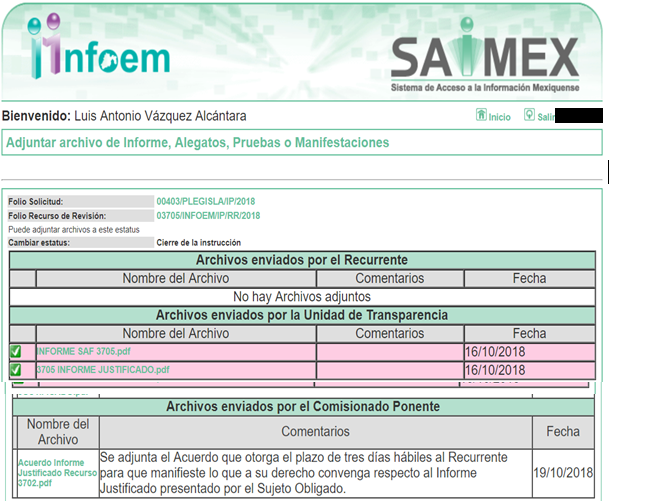 infoem
SAIMEX
Sistema de Acceso a la Información Mexiquense
Bienvenido: Luis Antonio Vázquez Alcántara
Inicio Salir
Adjuntar archivo de Informe, Alegatos, Pruebas o Manifestaciones
Folio Solicitud: 00403/PLEGISLA/IP/2018
Folio Recurso de Revisión: 03705/INFOEM/IP/RR/2018
Puede adjuntar archivos a este estatus
Cambiar estatus: Cierre de la instrucción
Archivos enviados por el Recurrente
Nombre del Archivo Comentarios Fecha
No hay Archivos adjuntos
Archivos enviados por la Unidad de Transparencia
Nombre del Archivo Comentarios Fecha
INFORME SAF 3705.pdf 16/10/2018
3705 INFORME JUSTIFICADO.pdf 16/10/2018
Archivos enviados por el Comisionado Ponente
Nombre del Archivo Comentarios Fecha
Acuerdo Informe Justificado Recurso 3702.pdf
Se adjunta el Acuerdo que otorga el plazo de tres días hábiles al Recurrente
para que manifieste lo que a su derecho convenga respecto al Informe
Justificado presentado por el Sujeto Obligado.
19/10/2018